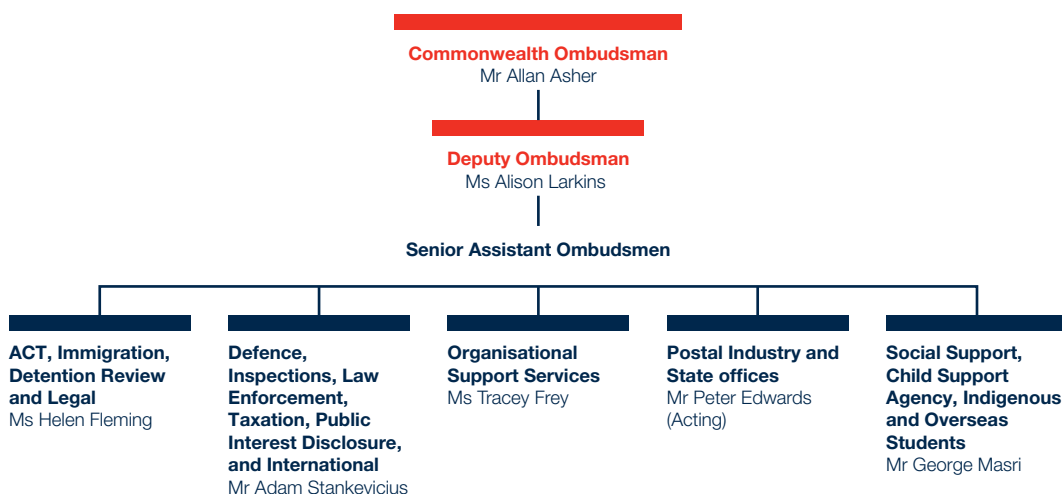 Commonwealth Ombudsman
Mr Allan Asher
Deputy Ombudsman
Ms Alison Larkins
Senior Assistant Ombudsmen
ACT, Immigration,
Detention Review
and Legal
Ms Helen Fleming
Defence,
Inspections, Law
Enforcement,
Taxation, Public
Interest Disclosure,
and International
Mr Adam Stankevicius
Organisational
Support Services
Ms Tracey Frey
Postal Industry and
State offices
Mr Peter Edwards
(Acting)
Social Support,
Child Support
Agency, Indigenous
and Overseas
Students
Mr George Masri